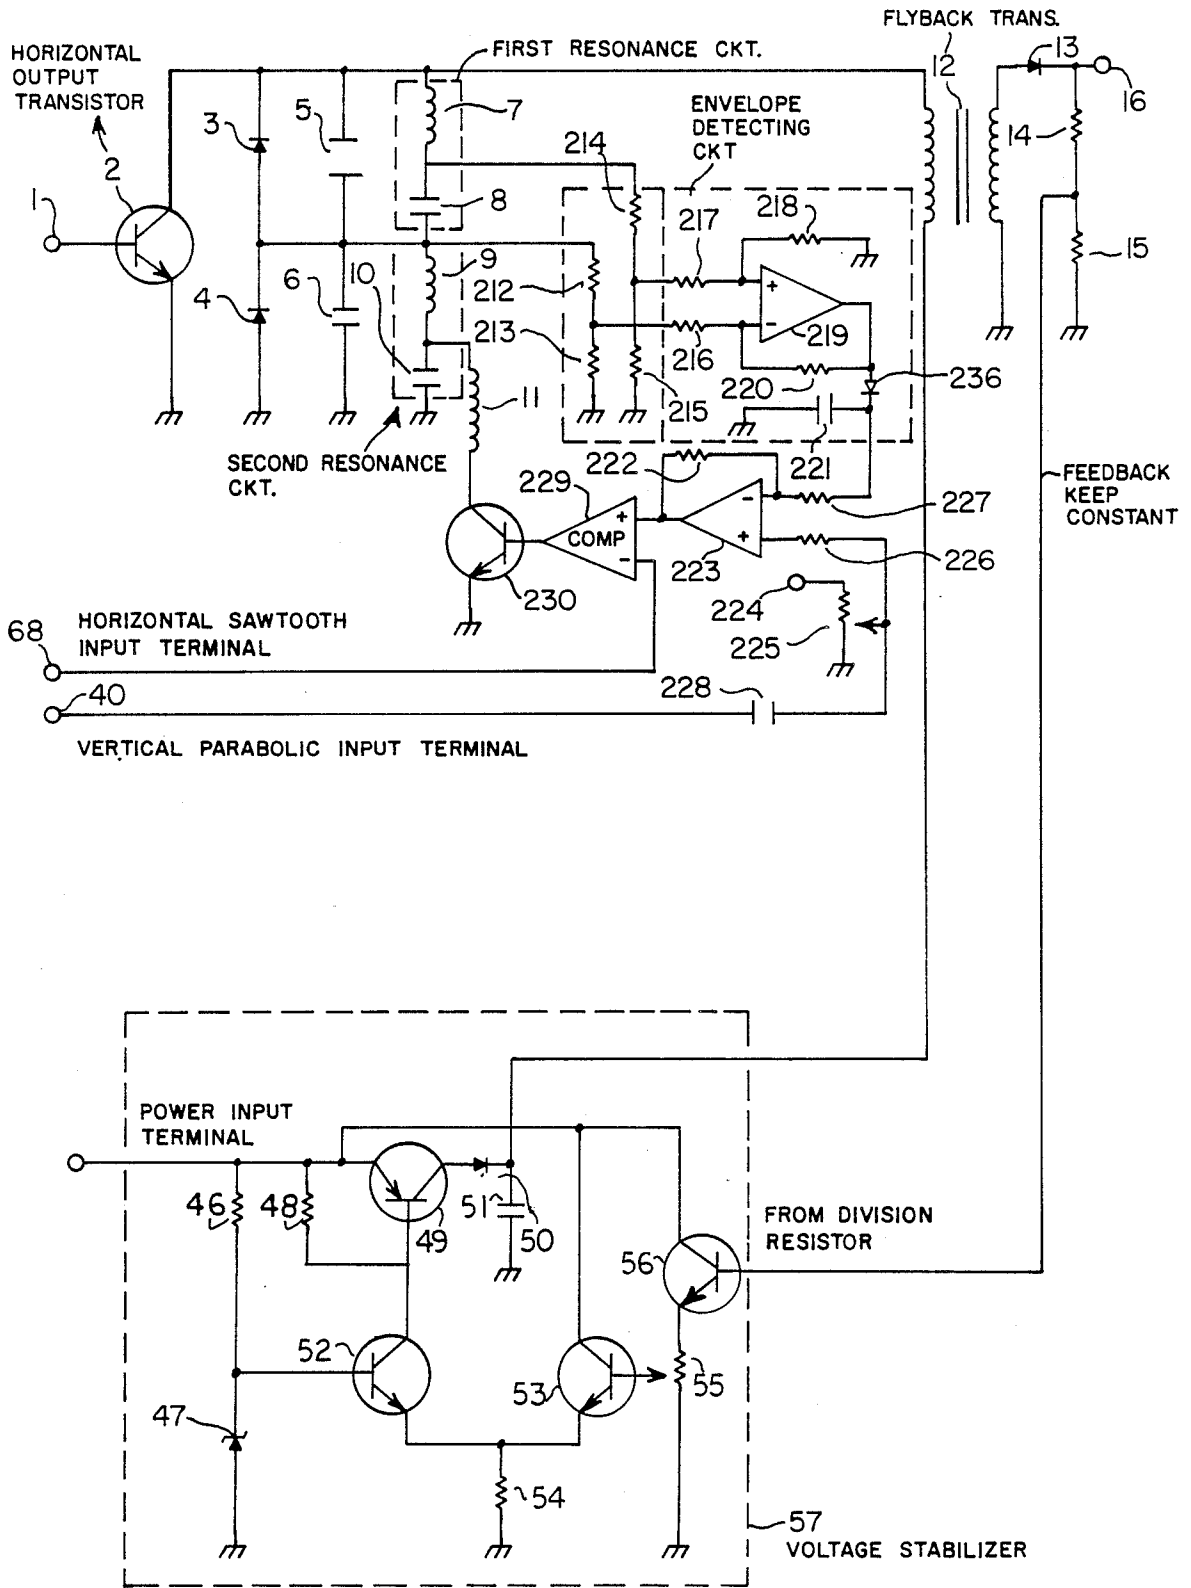 FLYBACK TRANS.
HORIZONTAL
OUTPUT
TRANSISTOR
FIRST RESONANCE CKT.
12
13
16
2
3
5
7
ENVELOPE
DETECTING
CKT
14
214
1
8
217
218
15
4
6
10
9
212
213
+
-
219
216
220
236
11
215
221
SECOND RESONANCE
CKT.
222
229
227
FEEDBACK
KEEP
CONSTANT
+
COMP
-
-
+
223
226
230
224
225
HORIZONTAL SAWTOOTH
INPUT TERMINAL
68
40
228
VERTICAL PARABOLIC INPUT TERMINAL
POWER INPUT
TERMINAL
46
48
49
51
50
FROM DIVISION
RESISTOR
56
52
53
55
47
54
57
VOLTAGE STABILIZER